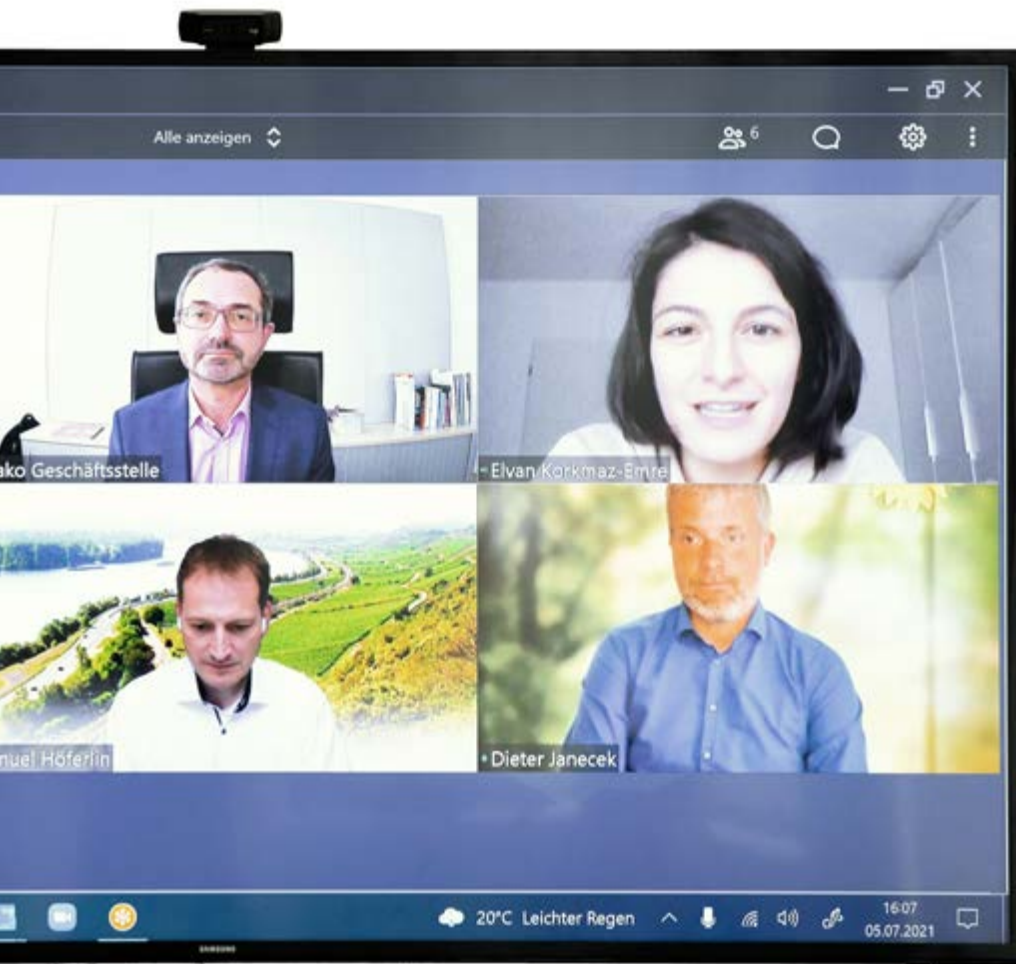 Alle anzeigen
6
ako Geschäftsstelle
Elvan Korkmaz-Emre
nuel Höferlin
Dieter Janecek
20°C Leichter Regen
16:07
05.07.2021
SAMSUNG